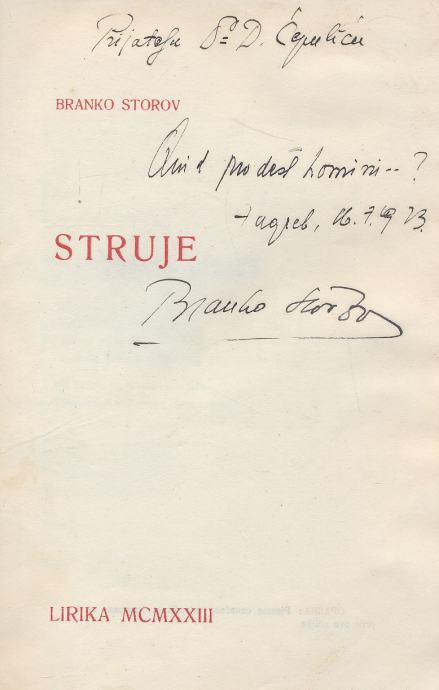 Prijatelju Dr D. Čepuliću
BRANKO STOROV
Quid prodest homini--?
Zagreb, 16.7.1923.
STRUJE
Branko Storov
LIRIKA MCMXXIII